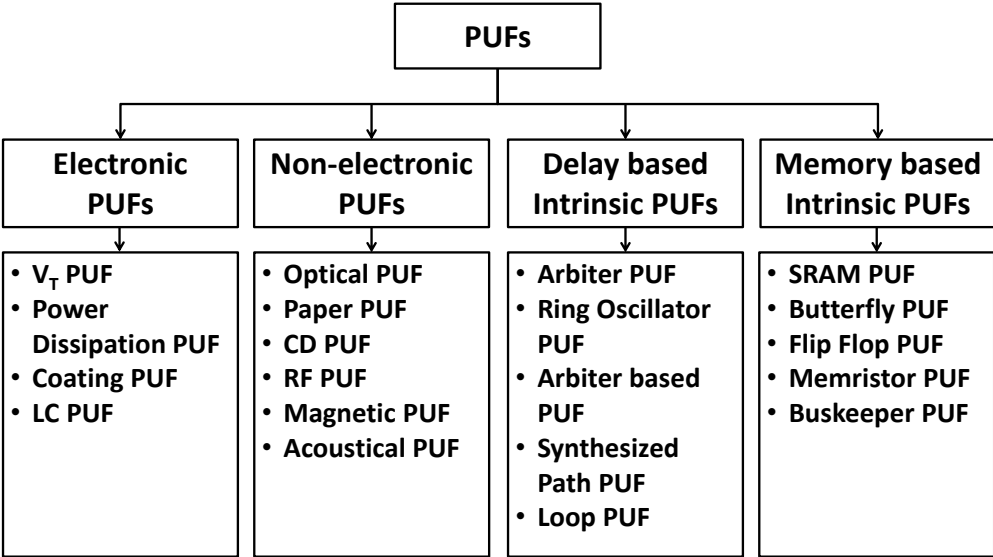 PUFs
Electronic
PUFs
Non-electronic
PUFs
Delay based
Intrinsic PUFs
Memory based
Intrinsic PUFs
• V_T PUF
• Power
Dissipation PUF
• Coating PUF
• LC PUF
• Optical PUF
• Paper PUF
• CD PUF
• RF PUF
• Magnetic PUF
• Acoustical PUF
• Arbiter PUF
• Ring Oscillator
PUF
• Arbiter based
PUF
• Synthesized
Path PUF
• Loop PUF
• SRAM PUF
• Butterfly PUF
• Flip Flop PUF
• Memristor PUF
• Buskeeper PUF